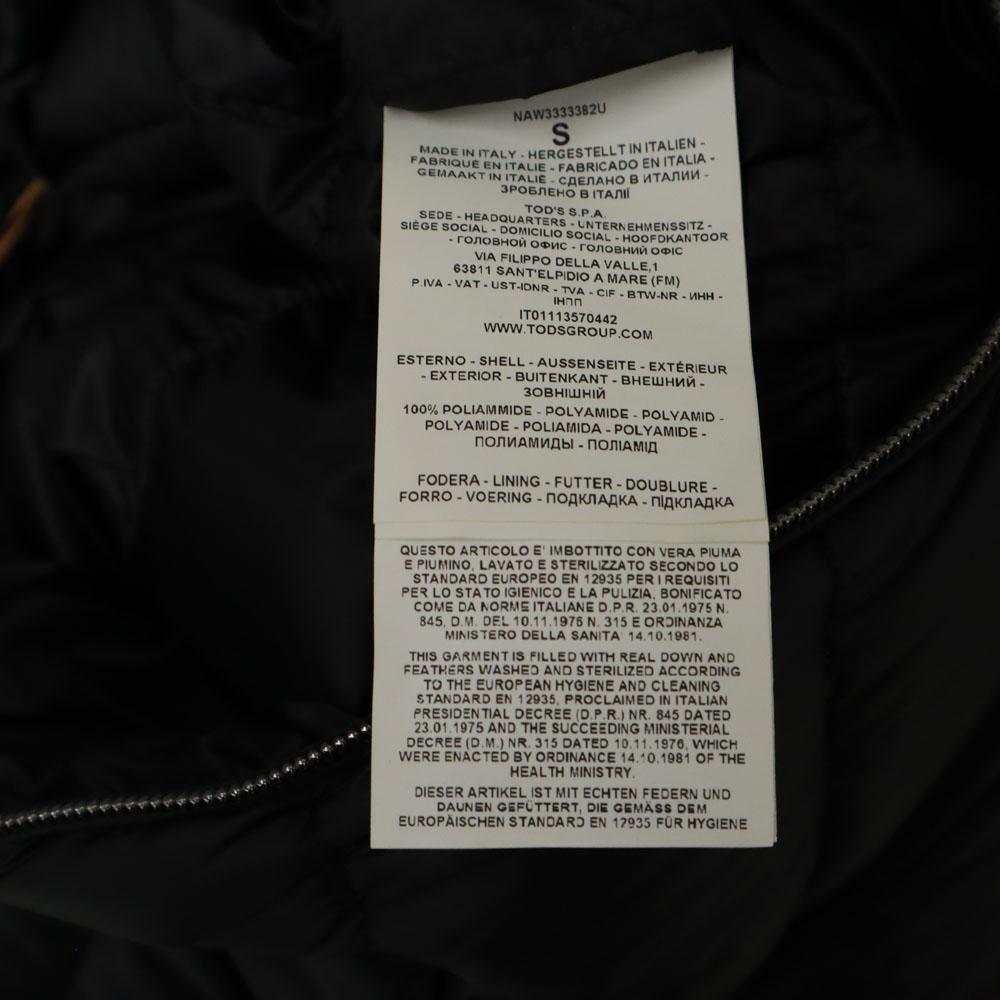 NAW3333382U
S
MADE IN ITALY - HERGESTELLT IN ITALIEN -
FABRIQUÉ EN ITALIE - FABRICADO EN ITALIA -
GEMAAKT IN ITALIË - СДЕЛАНО В ИТАЛИИ -
ЗРОБЛЕНО В ІТАЛІЇ
TOD'S S.P.A.
SEDE - HEADQUARTERS - UNTERNEHMENSSITZ -
SIÈGE SOCIAL - DOMICILIO SOCIAL - HOOFDKANTOOR
- ГОЛОВНОЙ ОФИС - ГОЛОВНИЙ ОФІС
VIA FILIPPO DELLA VALLE,1
63811 SANT'ELPIDIO A MARE (FM)
P.IVA - VAT - UST-IDNR - TVA - CIF - BTW-NR - ИНН -
ІНПП
IT01113570442
WWW.TODSGROUP.COM
ESTERNO - SHELL - AUSSENSEITE - EXTÉRIEUR
- EXTERIOR - BUITENKANT - ВНЕШНИЙ -
ЗОВНІШНІЙ
100% POLIAMMIDE - POLYAMIDE - POLYAMID -
POLYAMIDE - POLIAMIDA - POLYAMIDE -
ПОЛИАМИДЫ - ПОЛІАМІД
FODERA - LINING - FUTTER - DOUBLURE -
FORRO - VOERING - ПОДКЛАДКА - ПІДКЛАДКА
QUESTO ARTICOLO E' IMBOTTITO CON VERA PIUMA
E PIUMINO, LAVATO E STERILIZZATO SECONDO LO
STANDARD EUROPEO EN 12935 PER I REQUISITI
PER LO STATO IGIENICO E LA PULIZIA, BONIFICATO
COME DA NORME ITALIANE D.P.R. 23.01.1975 N.
845, D.M. DEL 10.11.1976 N. 315 E ORDINANZA
MINISTERO DELLA SANITA' 14.10.1981.
THIS GARMENT IS FILLED WITH REAL DOWN AND
FEATHERS WASHED AND STERILIZED ACCORDING
TO THE EUROPEAN HYGIENE AND CLEANING
STANDARD EN 12935, PROCLAIMED IN ITALIAN
PRESIDENTIAL DECREE (D.P.R.) NR. 845 DATED
23.01.1975 AND THE SUCCEEDING MINISTERIAL
DECREE (D.M.) NR. 315 DATED 10.11.1976, WHICH
WERE ENACTED BY ORDINANCE 14.10.1981 OF THE
HEALTH MINISTRY.
DIESER ARTIKEL IST MIT ECHTEN FEDERN UND
DAUNEN GEFÜTTERT, DIE GEMÄSS DEM
EUROPÄISCHEN STANDARD EN 12935 FÜR HYGIENE